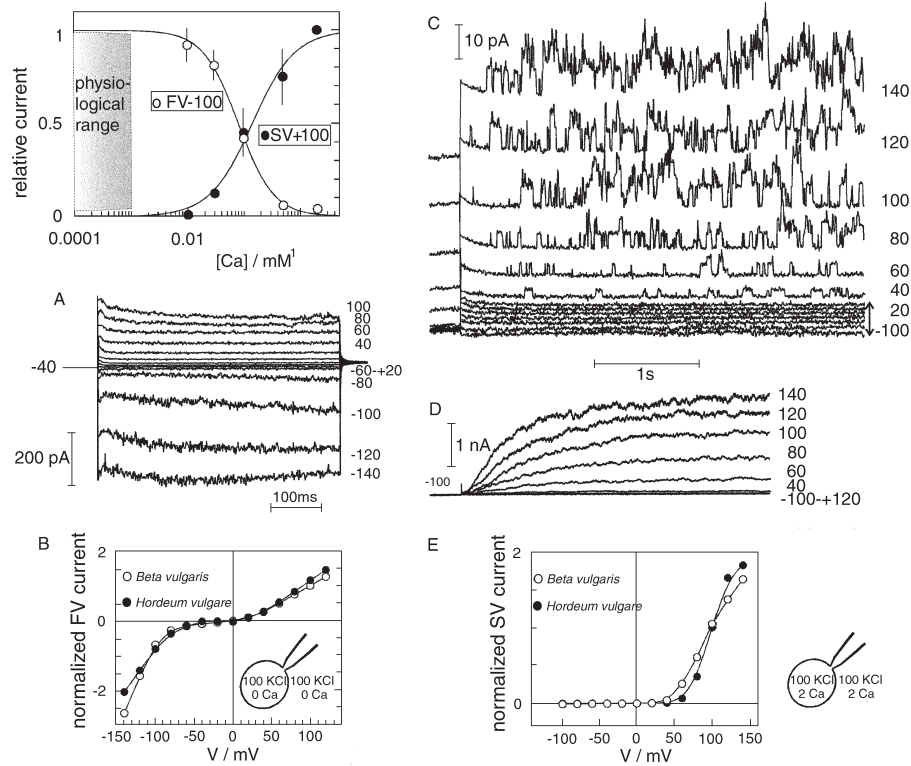 relative current
1
0.5
0
physio-
logical
range
o FV-100
●SV+100
0.0001
0.01
1
[Ca] / mM
A
100
80
60
40
-40
-60-+20
-80
-100
-120
-140
200 pA
100ms
B
normalized FV current
2
0
-2
Beta vulgaris
Hordeum vulgare
100 KCl 100 KCl
0 Ca 0 Ca
-150 -100 -50 0 50 100
V / mV
C
10 pA
140
120
100
80
60
40
20
-100
1s
D
1 nA
-100
140
120
100
80
60
40
-100-+120
E
normalized SV current
2
0
Beta vulgaris
Hordeum vulgare
-100 -50 0 50 100 150
V / mV
100 KCl 100 KCl
2 Ca 2 Ca